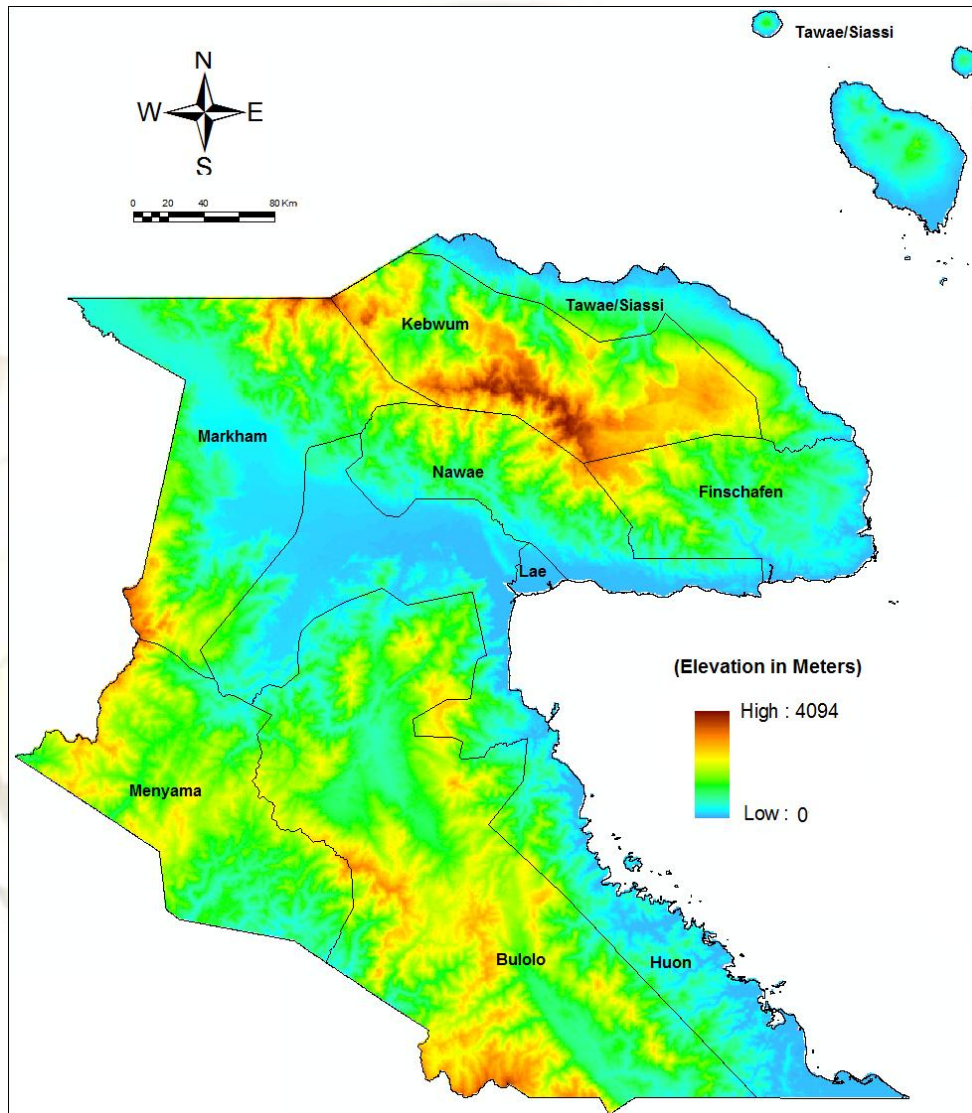 Tawae/Siassi
N
W E
S
0 20 40 80 Km
Tawae/Siassi
Kebwum
Markham
Nawae
Finschafen
Lae
(Elevation in Meters)
High : 4094
Low : 0
Menyama
Bulolo
Huon